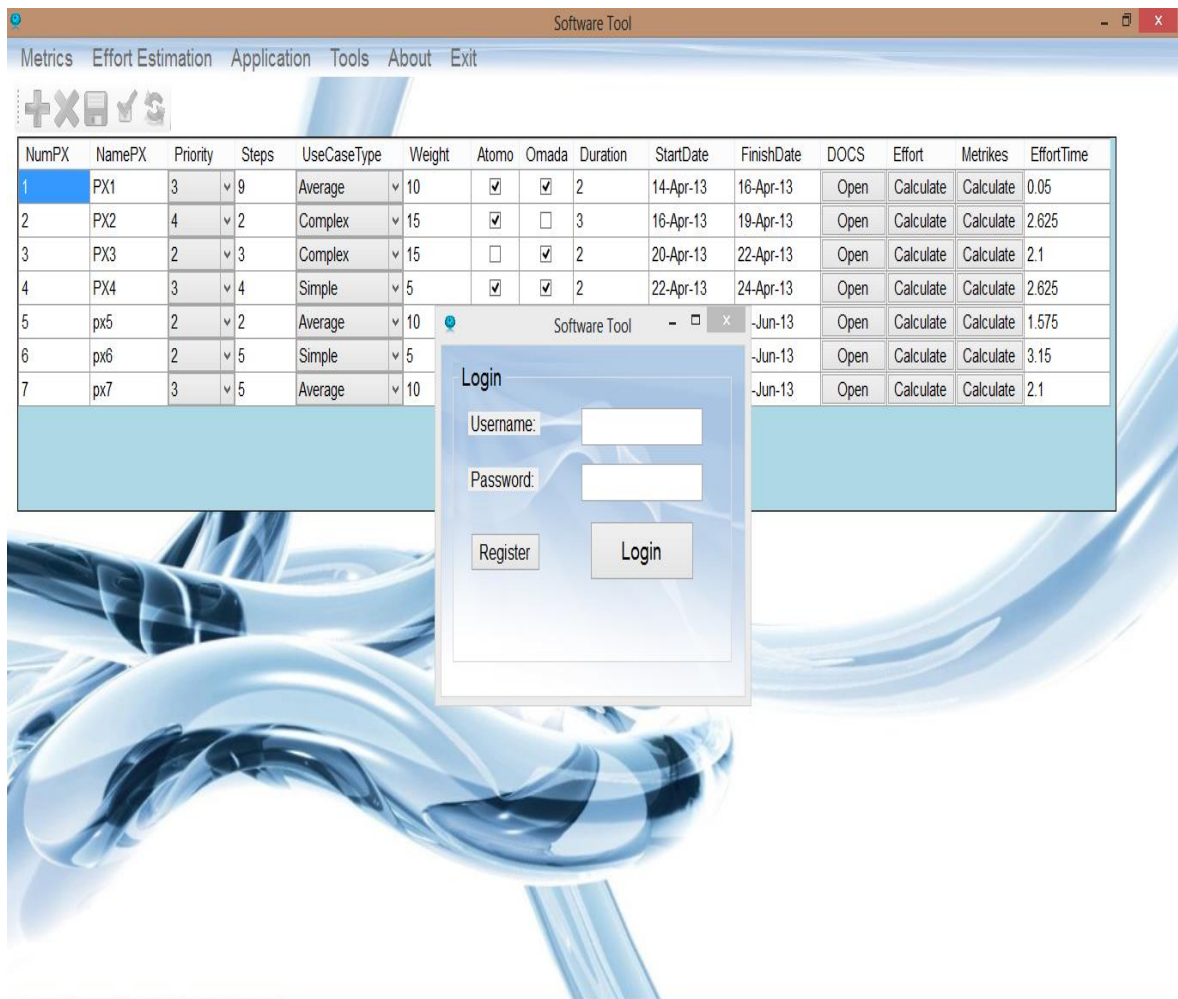 Software Tool
Metrics Effort Estimation Application Tools About Exit
NumPX NamePX Priority Steps UseCaseType Weight Atomo Omada Duration StartDate FinishDate DOCS Effort Metrikes EffortTime
1 PX1 3 9 Average 10 2 14-Apr-13 16-Apr-13 Open Calculate Calculate 0.05
2 PX2 4 2 Complex 15 3 16-Apr-13 19-Apr-13 Open Calculate Calculate 2.625
3 PX3 2 3 Complex 15 2 20-Apr-13 22-Apr-13 Open Calculate Calculate 2.1
4 PX4 3 4 Simple 5 2 22-Apr-13 24-Apr-13 Open Calculate Calculate 2.625
5 px5 2 2 Average 10 -Jun-13 Open Calculate Calculate 1.575
6 px6 2 5 Simple 5 -Jun-13 Open Calculate Calculate 3.15
7 px7 3 5 Average 10 -Jun-13 Open Calculate Calculate 2.1
Software Tool
Login
Username:
Password:
Register Login